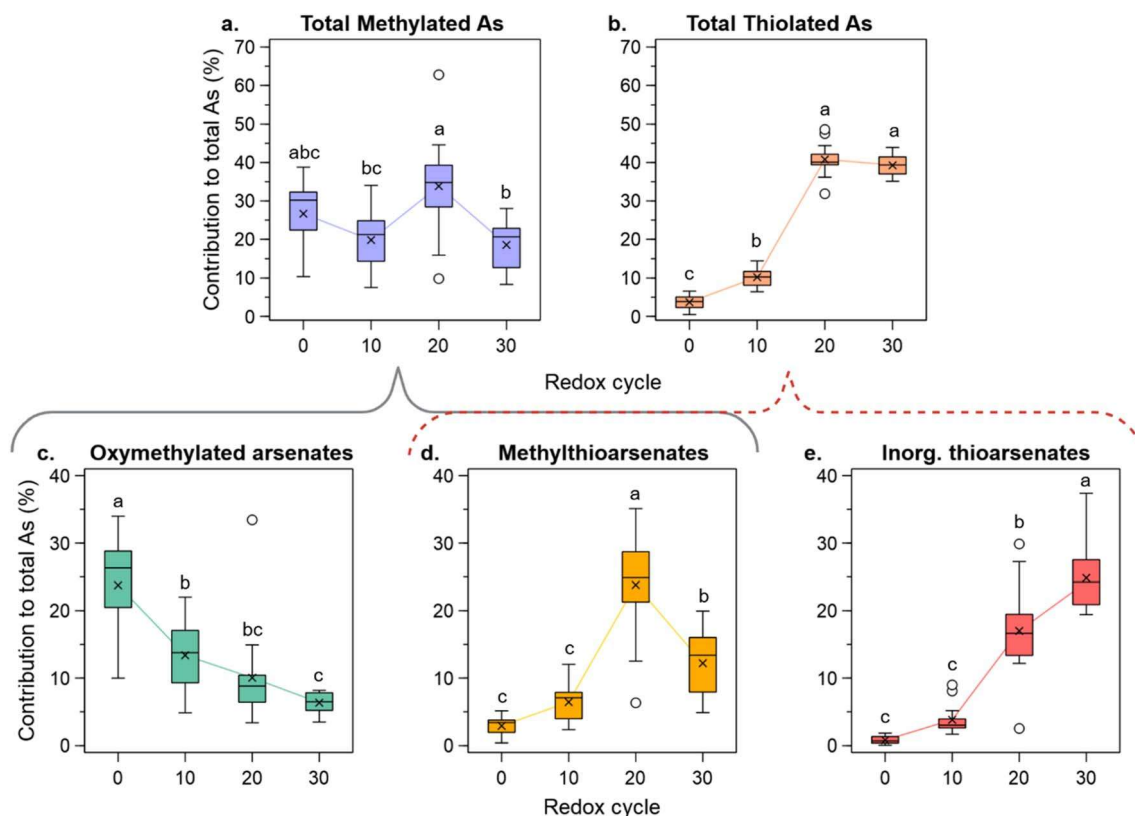 a. Total Methylated As
b. Total Thiolated As
Contribution to total As (%)
70
60
50
40
30
20
10
0
abc
bc
a
b
0 10 20 30
70
60
50
40
30
20
10
0
c
b
a
a
0 10 20 30
Redox cycle
c. Oxymethylated arsenates
d. Methylthioarsenates
e. Inorg. thioarsenates
Contribution to total As (%)
40
30
20
10
0
a
b
bc
c
0 10 20 30
40
30
20
10
0
c
c
a
b
0 10 20 30
40
30
20
10
0
c
c
b
a
0 10 20 30
Redox cycle